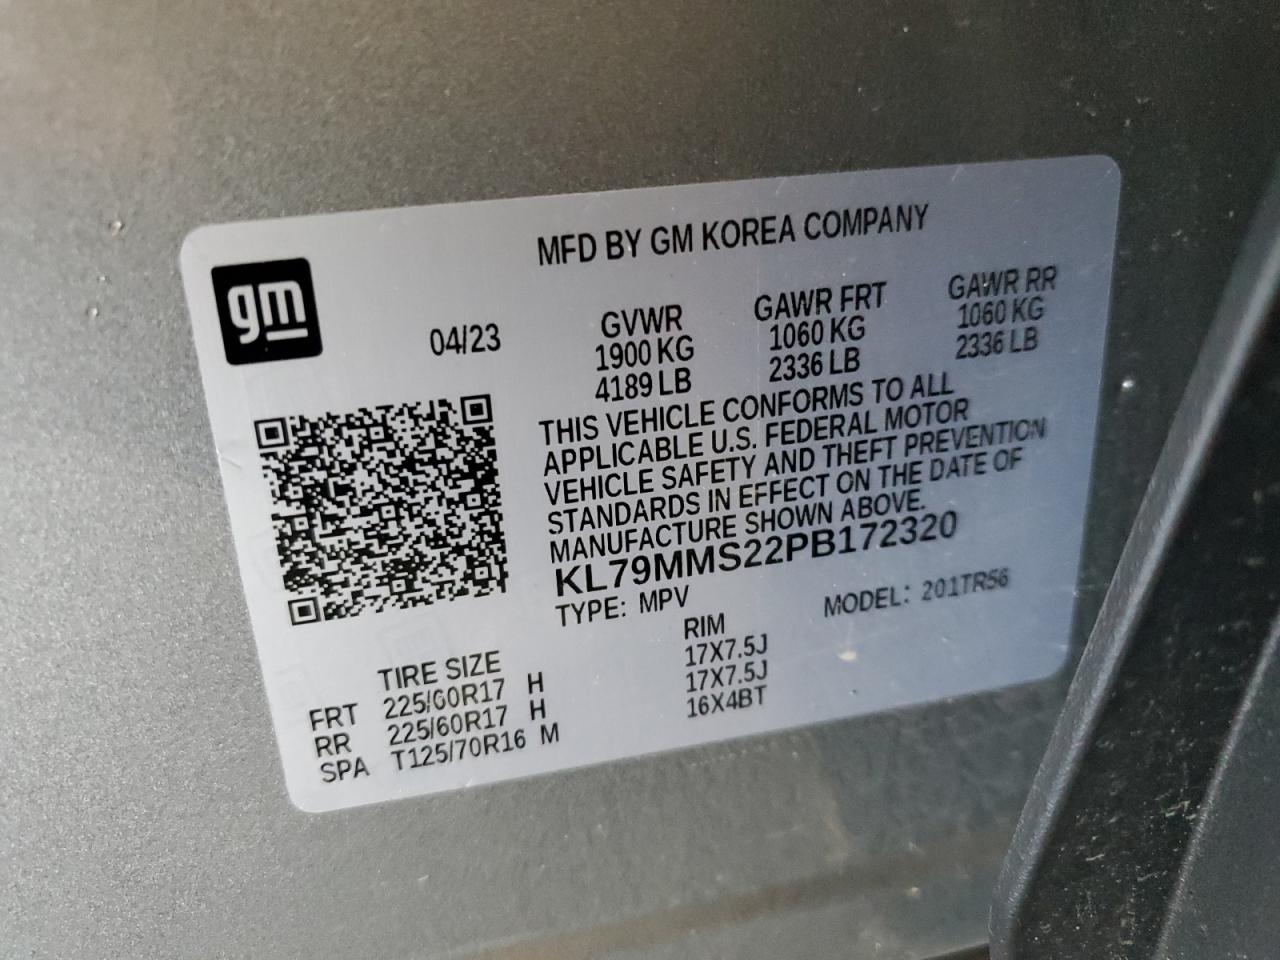 gm
MFD BY GM KOREA COMPANY
04/23
GVWR GAWR FRT GAWR RR
1900 KG 1060 KG 1060 KG
4189 LB 2336 LB 2336 LB
THIS VEHICLE CONFORMS TO ALL
APPLICABLE U.S. FEDERAL MOTOR
VEHICLE SAFETY AND THEFT PREVENTION
STANDARDS IN EFFECT ON THE DATE OF
MANUFACTURE SHOWN ABOVE.
KL79MMS22PB172320
TYPE: MPV MODEL: 201TR56
TIRE SIZE RIM
FRT 225/60R17 H 17X7.5J
RR 225/60R17 H 17X7.5J
SPA T125/70R16 M 16X4BT